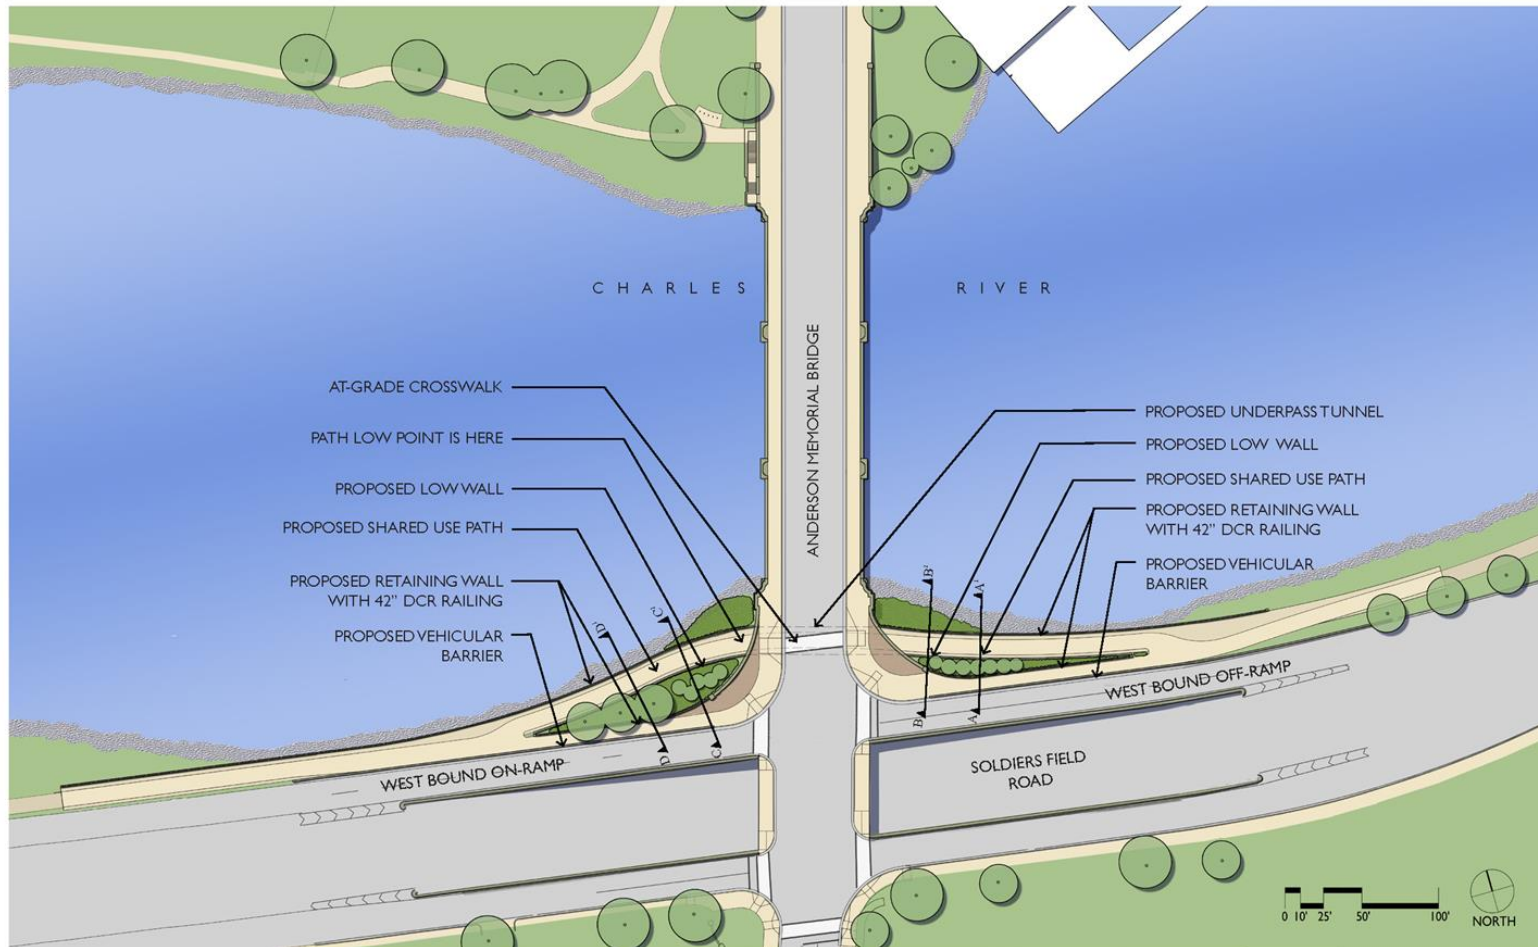 CHARLES RIVER
ANDERSON MEMORIAL BRIDGE
AT-GRADE CROSSWALK
PATH LOW POINT IS HERE
PROPOSED LOW WALL
PROPOSED SHARED USE PATH
PROPOSED RETAINING WALL
WITH 42" DCR RAILING
PROPOSED VEHICULAR
BARRIER
PROPOSED UNDERPASS TUNNEL
PROPOSED LOW WALL
PROPOSED SHARED USE PATH
PROPOSED RETAINING WALL
WITH 42" DCR RAILING
PROPOSED VEHICULAR
BARRIER
D'
C'
B'
A'
D
C
B
A
WEST BOUND ON-RAMP
WEST BOUND OFF-RAMP
SOLDIERS FIELD
ROAD
0 10' 25' 50' 100'
NORTH